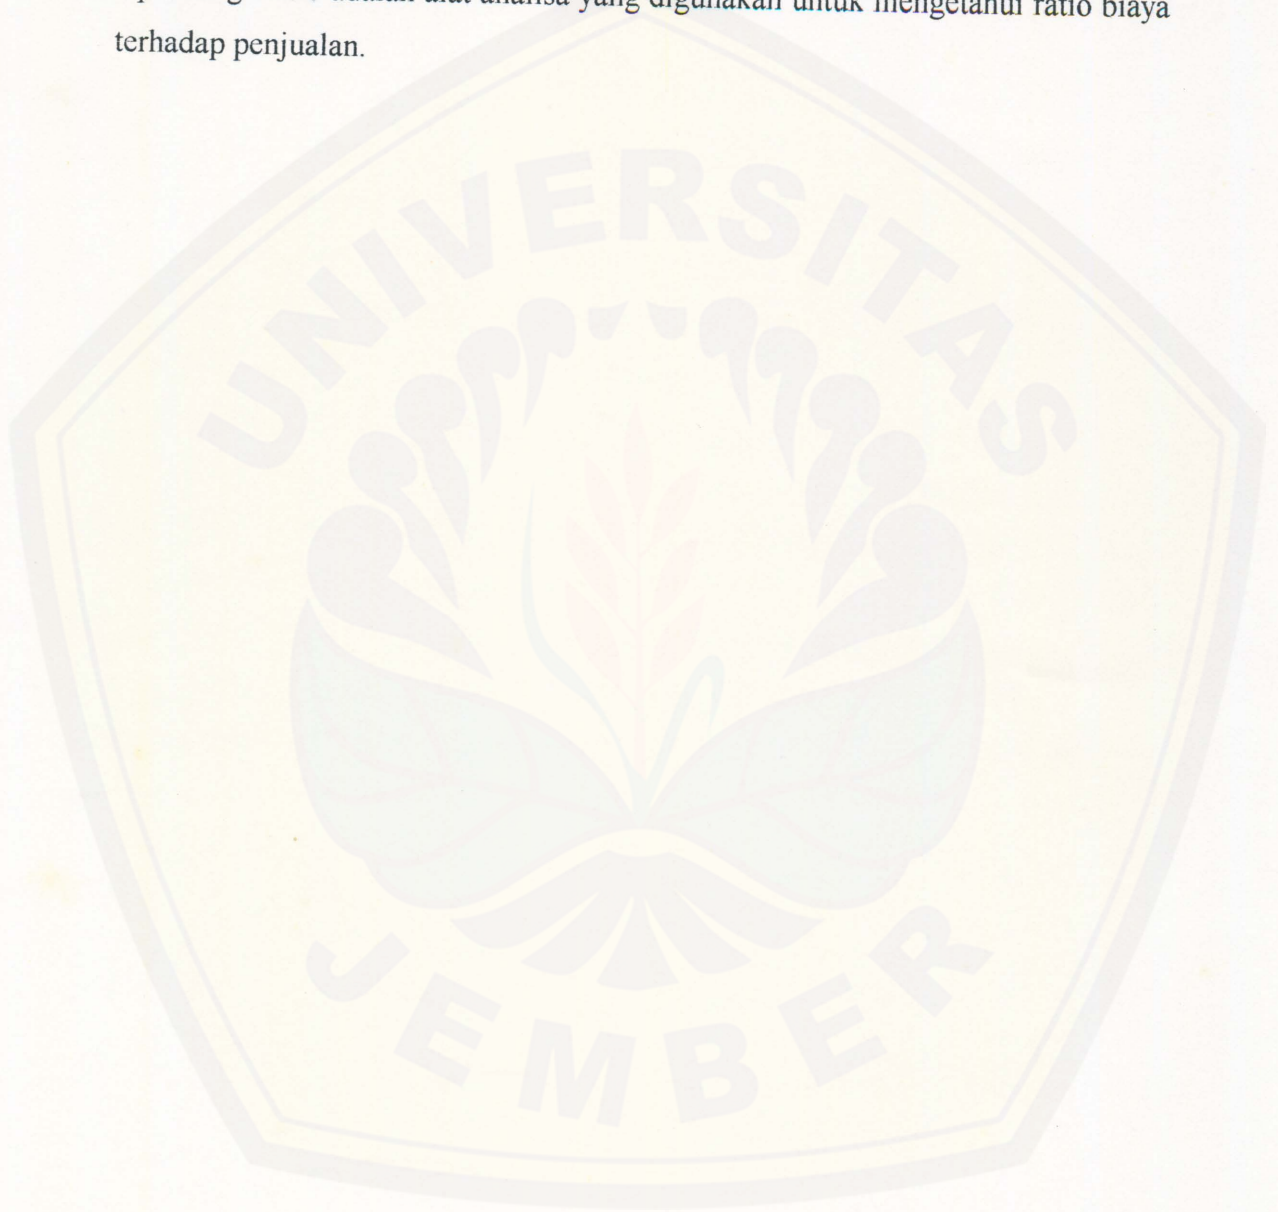 adalah alat analisa yang digunakan untuk mengetahui ratio biaya
terhadap penjualan.
UNIVERSITAS
JEMBER